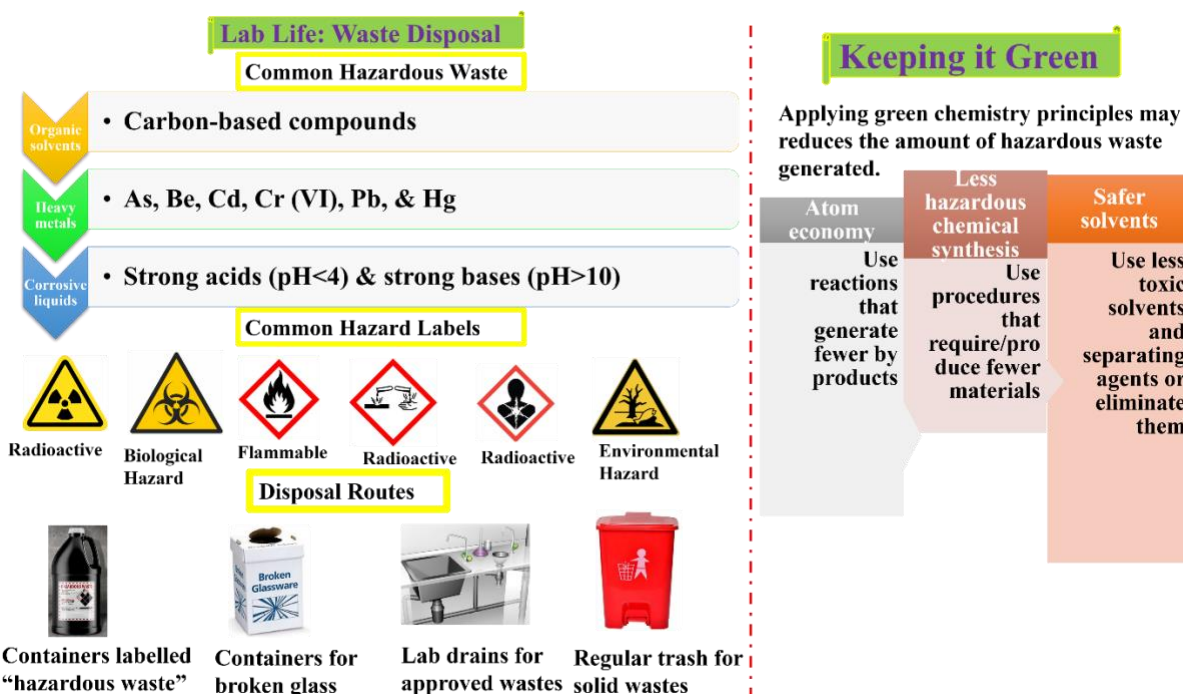 Lab Life: Waste Disposal
Common Hazardous Waste
Organic
solvents
• Carbon-based compounds
Heavy
metals
• As, Be, Cd, Cr (VI), Pb, & Hg
Corrosive
liquids
• Strong acids (pH<4) & strong bases (pH>10)
Common Hazard Labels
Radioactive
Biological
Hazard
Flammable
Radioactive
Radioactive
Environmental
Hazard
Disposal Routes
Broken
Glassware
Containers labelled
“hazardous waste”
Containers for
broken glass
Lab drains for
approved wastes
Regular trash for
solid wastes
Keeping it Green
Applying green chemistry principles may
reduces the amount of hazardous waste
generated.
Atom
economy
Use
reactions
that
generate
fewer by
products
Less
hazardous
chemical
synthesis
Use
procedures
that
require/pro
duce fewer
materials
Safer
solvents
Use less
toxic
solvents
and
separating
agents or
eliminate
them